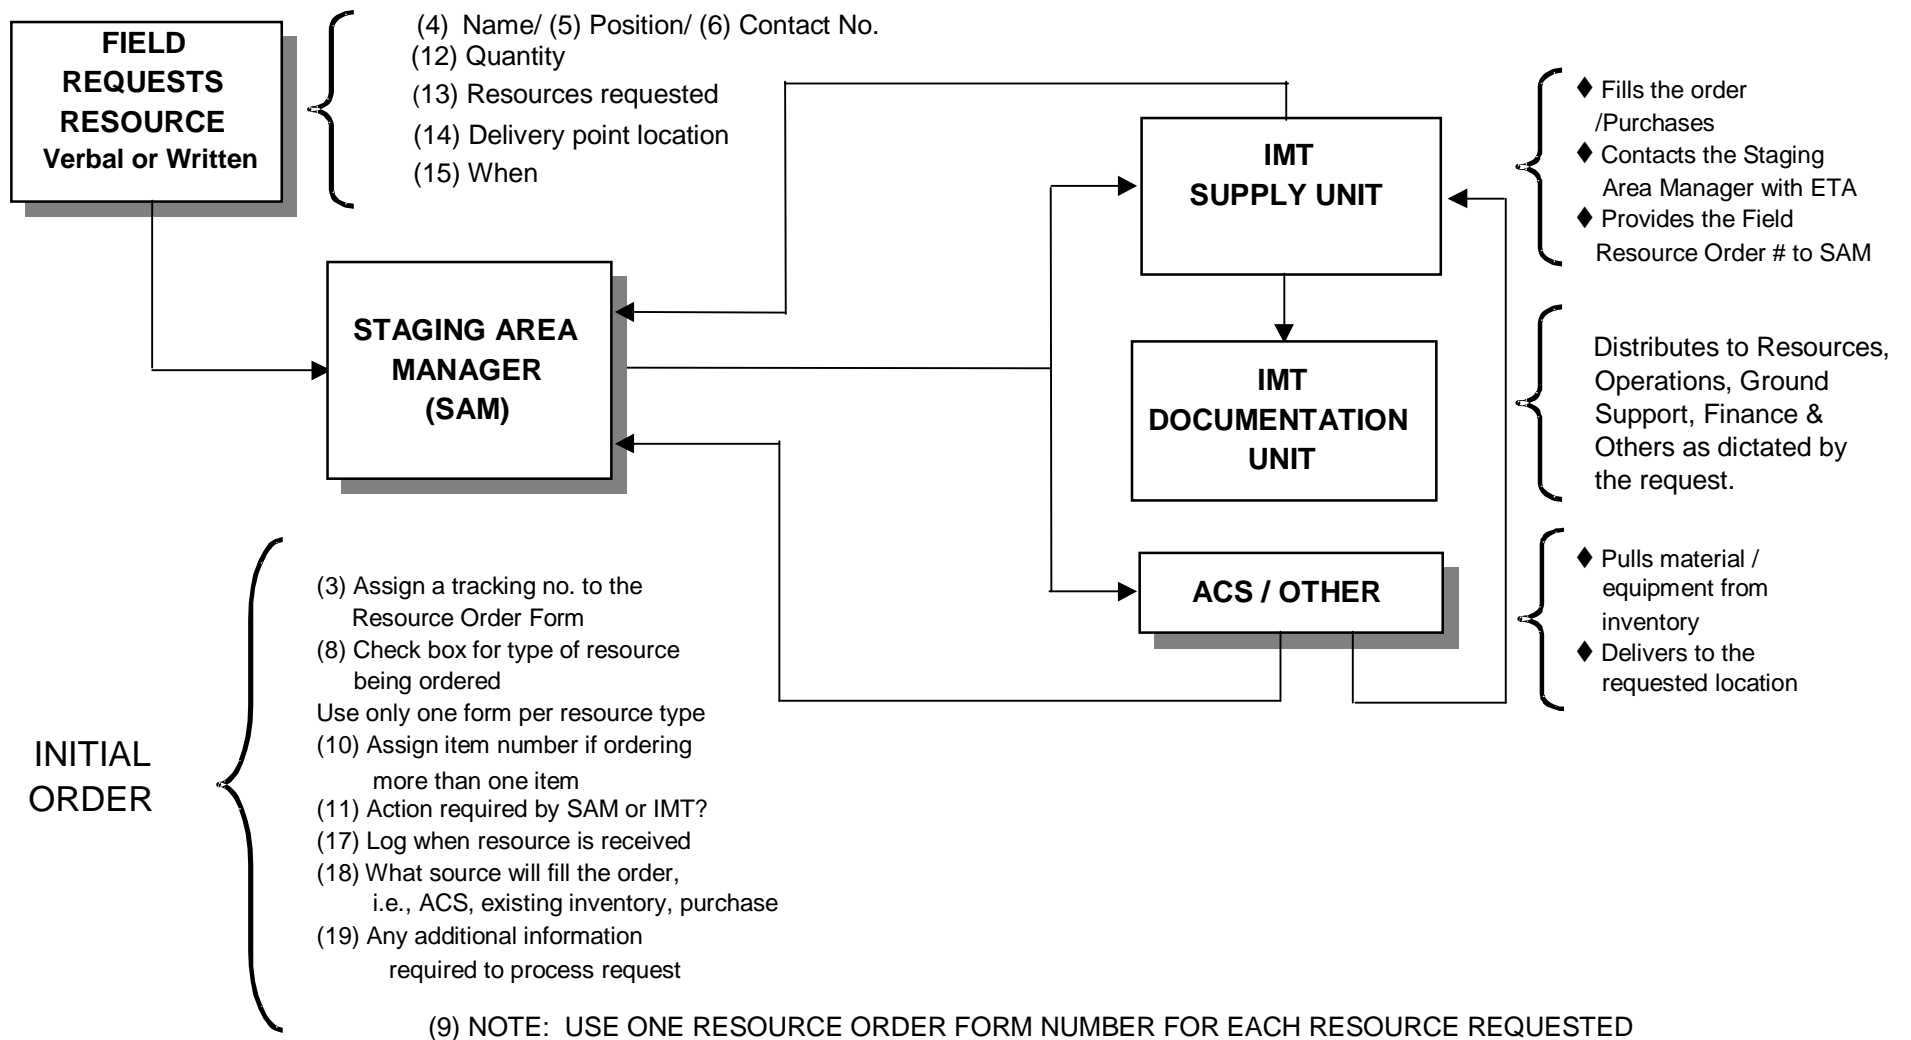 FIELD
REQUESTS
RESOURCE
Verbal or Written
(4) Name/ (5) Position/ (6) Contact No.
(12) Quantity
(13) Resources requested
(14) Delivery point location
(15) When
IMT
SUPPLY UNIT
♦ Fills the order
/Purchases
♦ Contacts the Staging
Area Manager with ETA
♦ Provides the Field
Resource Order # to SAM
STAGING AREA
MANAGER
(SAM)
IMT
DOCUMENTATION
UNIT
Distributes to Resources,
Operations, Ground
Support, Finance &
Others as dictated by
the request.
ACS / OTHER
♦ Pulls material /
equipment from
inventory
♦ Delivers to the
requested location
INITIAL
ORDER
(3) Assign a tracking no. to the
Resource Order Form
(8) Check box for type of resource
being ordered
Use only one form per resource type
(10) Assign item number if ordering
more than one item
(11) Action required by SAM or IMT?
(17) Log when resource is received
(18) What source will fill the order,
i.e., ACS, existing inventory, purchase
(19) Any additional information
required to process request
(9) NOTE: USE ONE RESOURCE ORDER FORM NUMBER FOR EACH RESOURCE REQUESTED